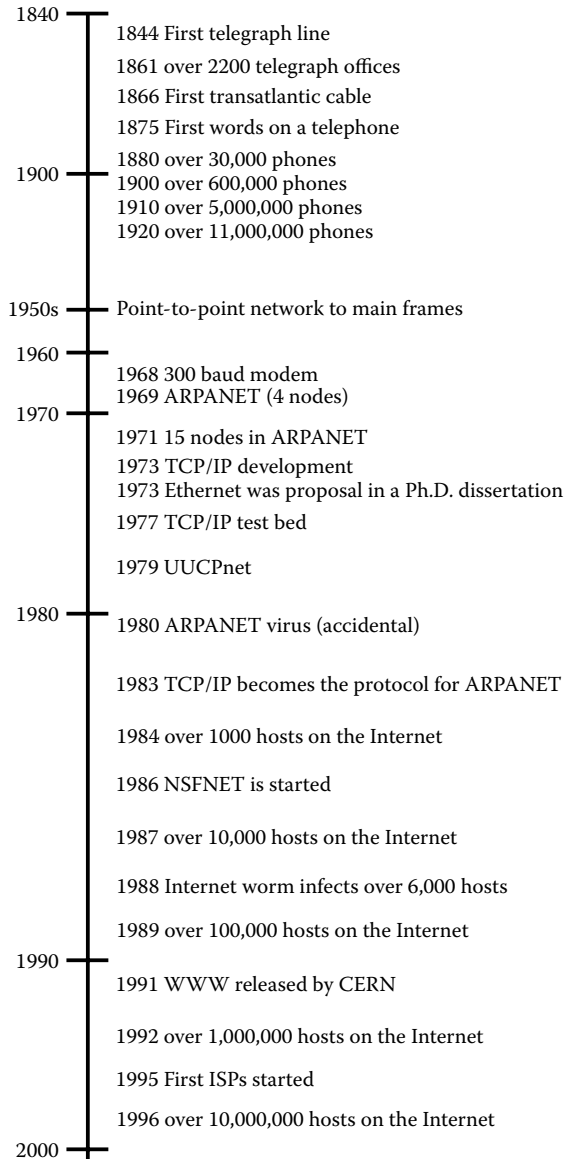 1840
1844 First telegraph line
1861 over 2200 telegraph offices
1866 First transatlantic cable
1875 First words on a telephone
1880 over 30,000 phones
1900
1900 over 600,000 phones
1910 over 5,000,000 phones
1920 over 11,000,000 phones
1950s
Point-to-point network to main frames
1960
1968 300 baud modem
1969 ARPANET (4 nodes)
1970
1971 15 nodes in ARPANET
1973 TCP/IP development
1973 Ethernet was proposal in a Ph.D. dissertation
1977 TCP/IP test bed
1979 UUCPnet
1980
1980 ARPANET virus (accidental)
1983 TCP/IP becomes the protocol for ARPANET
1984 over 1000 hosts on the Internet
1986 NSFNET is started
1987 over 10,000 hosts on the Internet
1988 Internet worm infects over 6,000 hosts
1989 over 100,000 hosts on the Internet
1990
1991 WWW released by CERN
1992 over 1,000,000 hosts on the Internet
1995 First ISPs started
1996 over 10,000,000 hosts on the Internet
2000